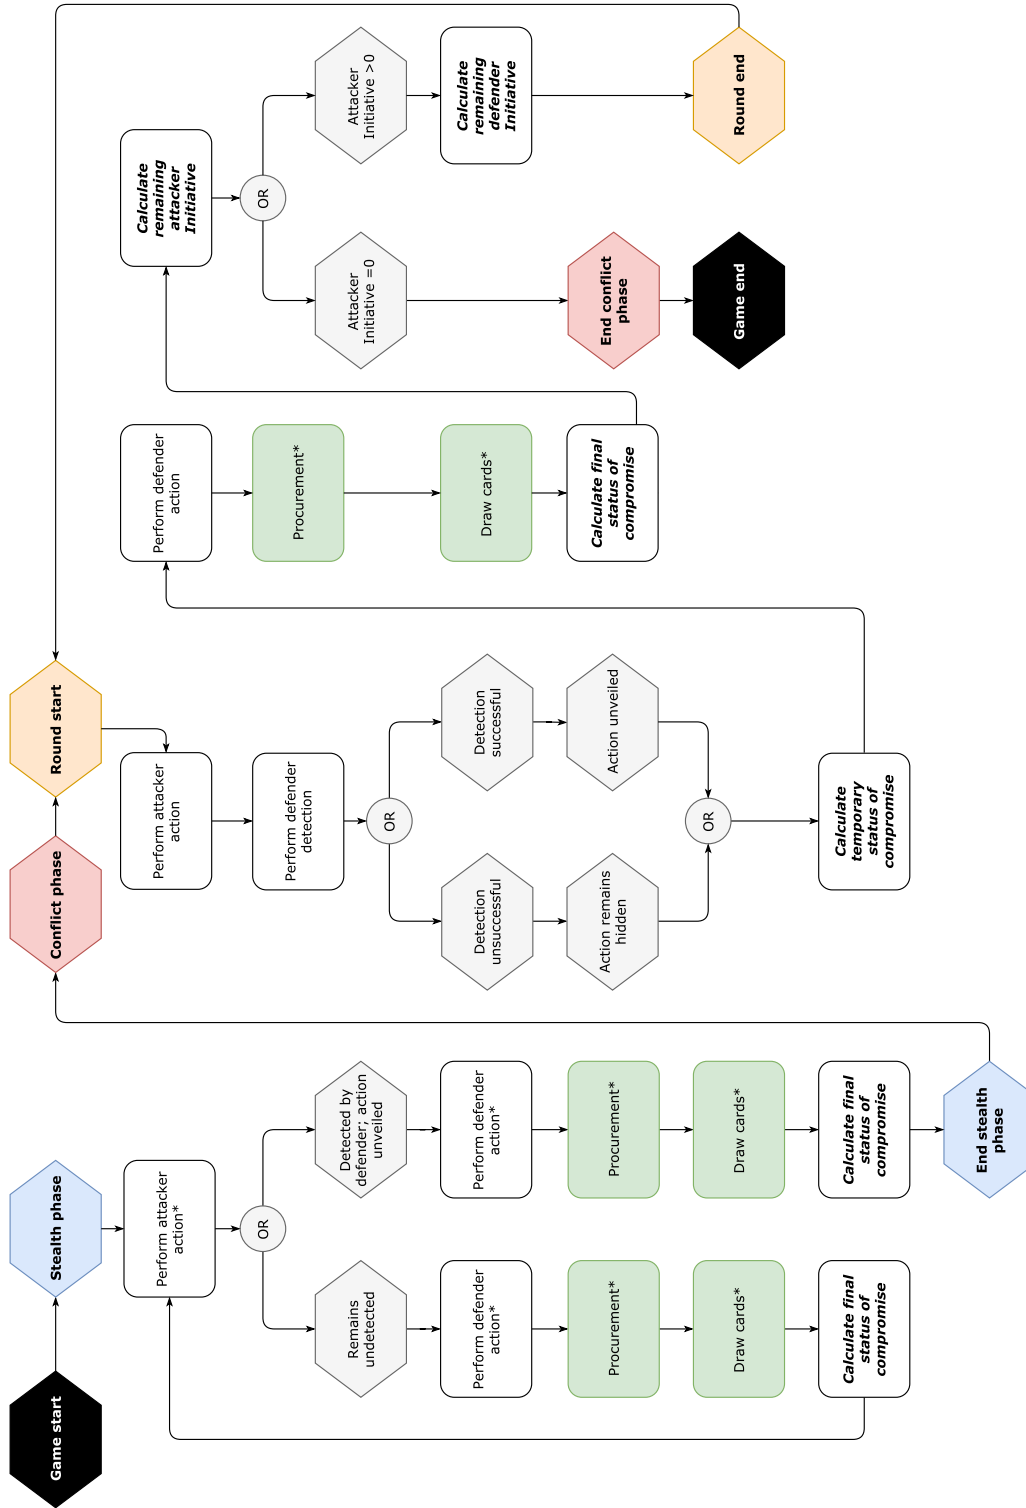 Game start
Stealth phase
Perform attacker
action*
OR
Remains
undetected
Perform defender
action*
Procurement*
Draw cards*
Calculate final
status of
compromise
Detected by
defender; action
unveiled
Perform defender
action*
Procurement*
Draw cards*
Calculate final
status of
compromise
End stealth
phase
Conflict phase
Round start
Perform attacker
action
Perform defender
detection
OR
Detection
unsuccessful
Action remains
hidden
Detection
successful
Action unveiled
OR
Calculate
temporary
status of
compromise
Perform defender
action
Procurement*
Draw cards*
Calculate final
status of
compromise
Calculate
remaining
attacker
Initiative
OR
Attacker
Initiative =0
End conflict
phase
Game end
Attacker
Initiative >0
Calculate
remaining
defender
Initiative
Round end